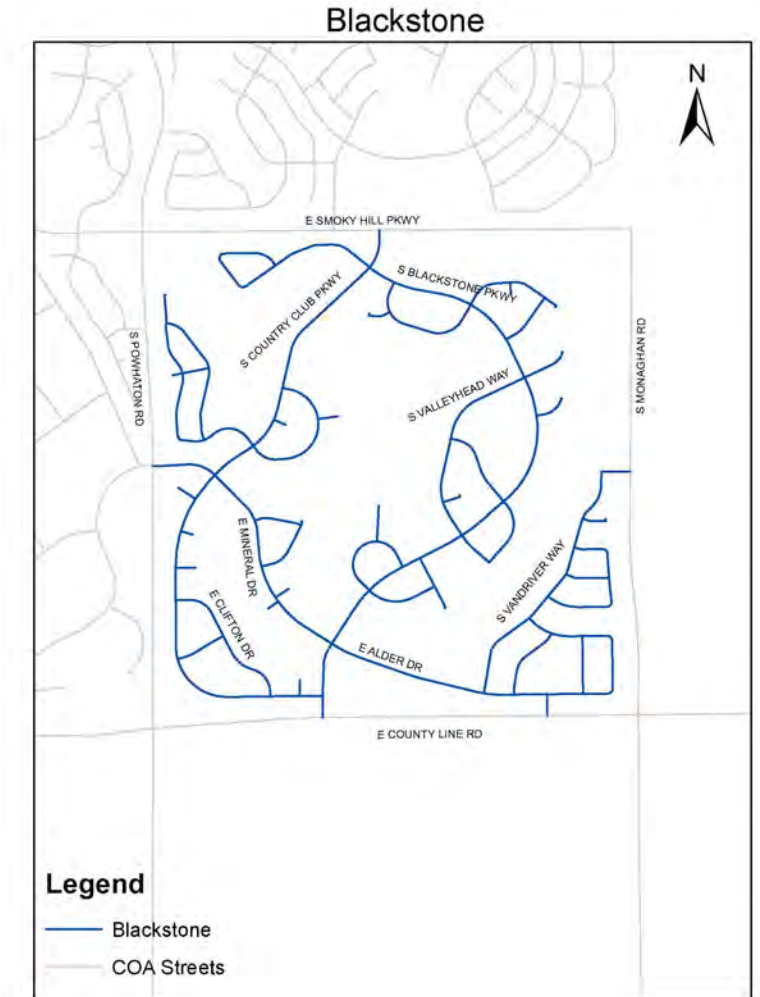 Blackstone
N
E SMOKY HILL PKWY
S BLACKSTONE PKWY
S COUNTRY CLUB PKWY
S POWHATON RD
S MONAGHAN RD
S VALLEYHEAD WAY
E MINERAL DR
S VANDRIVER WAY
E CLIFTON DR
E ALDER DR
E COUNTY LINE RD
Legend
Blackstone
COA Streets